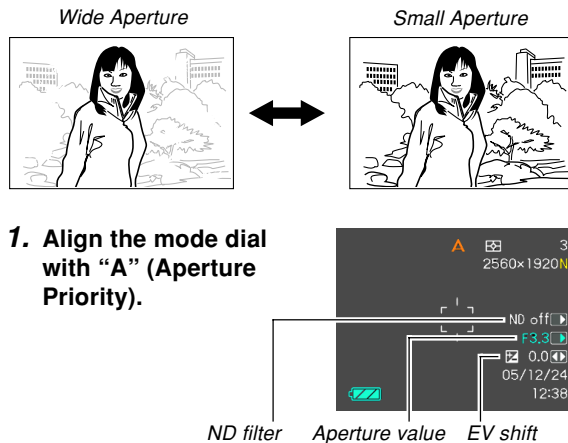 Wide Aperture
Small Aperture
1. Align the mode dial
with “A” (Aperture
Priority).
A 3
2560×1920N
ND off
F3.3
0.0
05/12/24
12:38
ND filter Aperture value EV shift